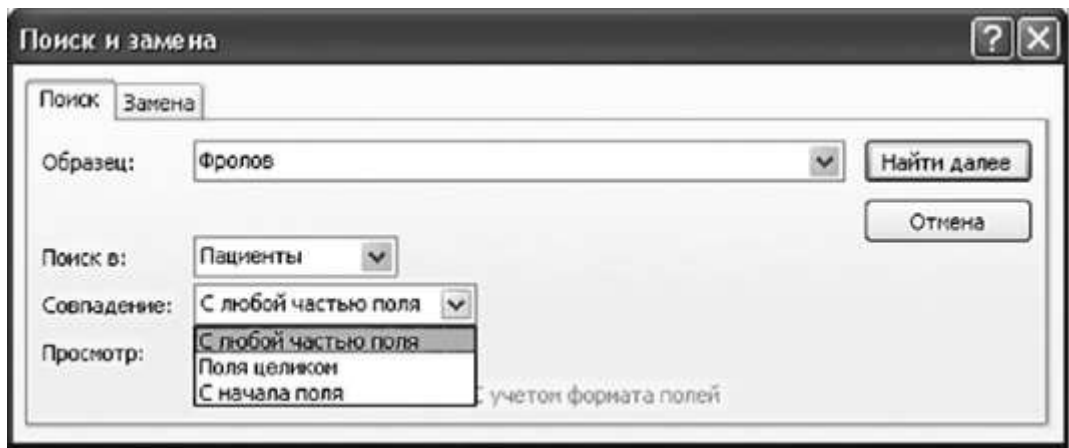 Поиск и замена
Поиск Замена
Образец: Фролов Найти далее
Отмена
Поиск в: Пациенты
Совпадение: С любой частью поля
С любой частью поля
Просмотр:
Поля целиком
С начала поля
С учетом формата полей